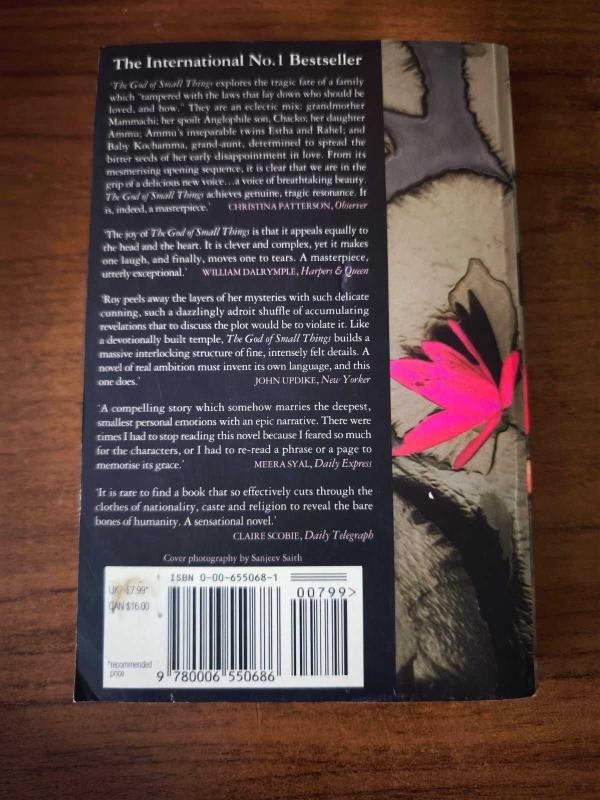 The International No.1 Bestseller
'The God of Small Things explores the tragic fate of a family
which "tampered with the laws that lay down who should be
loved, and how." They are an eclectic mix: grandmother
Mammachi; her spoilt Anglophile son, Chacko; her daughter
Ammu; Ammu's inseparable twins Estha and Rahel; and
Baby Kochamma, grand-aunt, determined to spread the
bitter seeds of her early disappointment in love. From its
mesmerising opening sequence, it is clear that we are in the
grip of a delicious new voice...a voice of breathtaking beauty.
The God of Small Things achieves genuine, tragic resonance. It
is, indeed, a masterpiece.' CHRISTINA PATTERSON, Observer
'The joy of The God of Small Things is that it appeals equally to
the head and the heart. It is clever and complex, yet it makes
one laugh, and finally, moves one to tears. A masterpiece,
utterly exceptional.' WILLIAM DALRYMPLE, Harpers & Queen
'Roy peels away the layers of her mysteries with such delicate
cunning, such a dazzlingly adroit shuffle of accumulating
revelations that to discuss the plot would be to violate it. Like
a devotionally built temple, The God of Small Things builds a
massive interlocking structure of fine, intensely felt details. A
novel of real ambition must invent its own language, and this
one does.' JOHN UPDIKE, New Yorker
'A compelling story which somehow marries the deepest,
smallest personal emotions with an epic narrative. There were
times I had to stop reading this novel because I feared so much
for the characters, or I had to re-read a phrase or a page to
memorise its grace.' MEERA SYAL, Daily Express
'It is rare to find a book that so effectively cuts through the
clothes of nationality, caste and religion to reveal the bare
bones of humanity. A sensational novel.'
CLAIRE SCOBIE, Daily Telegraph
Cover photography by Sanjeev Saith
ISBN 0-00-655068-1
UK £7.99*
CAN $16.00
00799>
*recommended
price
9 780006 550686